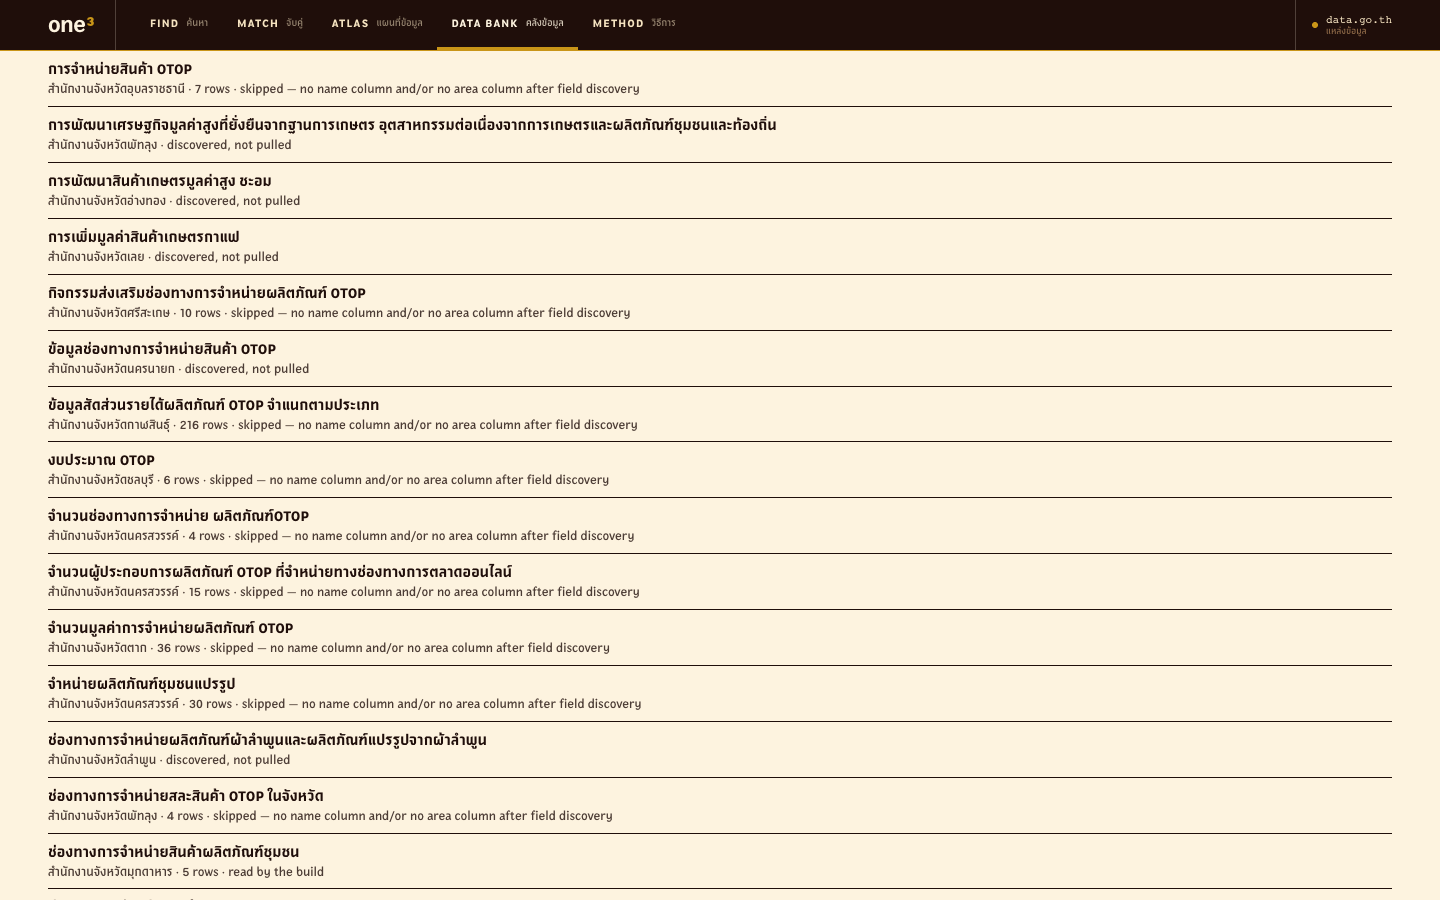 one³
FIND ค้นหา
MATCH จับคู่
ATLAS แผนที่ข้อมูล
DATA BANK คลังข้อมูล
METHOD วิธีการ
data.go.th
แหล่งข้อมูล
การจำหน่ายสินค้า OTOP
สำนักงานจังหวัดอุบลราชธานี · 7 rows · skipped — no name column and/or no area column after field discovery
การพัฒนาเศรษฐกิจมูลค่าสูงที่ยั่งยืนจากฐานการเกษตร อุตสาหกรรมต่อเนื่องจากการเกษตรและผลิตภัณฑ์ชุมชนและท้องถิ่น
สำนักงานจังหวัดพัทลุง · discovered, not pulled
การพัฒนาสินค้าเกษตรมูลค่าสูง ชะอม
สำนักงานจังหวัดอ่างทอง · discovered, not pulled
การเพิ่มมูลค่าสินค้าเกษตรกาแฟ
สำนักงานจังหวัดเลย · discovered, not pulled
กิจกรรมส่งเสริมช่องทางการจำหน่ายผลิตภัณฑ์ OTOP
สำนักงานจังหวัดศรีสะเกษ · 10 rows · skipped — no name column and/or no area column after field discovery
ข้อมูลช่องทางการจำหน่ายสินค้า OTOP
สำนักงานจังหวัดนครนายก · discovered, not pulled
ข้อมูลสัดส่วนรายได้ผลิตภัณฑ์ OTOP จำแนกตามประเภท
สำนักงานจังหวัดกาฬสินธุ์ · 216 rows · skipped — no name column and/or no area column after field discovery
งบประมาณ OTOP
สำนักงานจังหวัดชลบุรี · 6 rows · skipped — no name column and/or no area column after field discovery
จำนวนช่องทางการจำหน่าย ผลิตภัณฑ์OTOP
สำนักงานจังหวัดนครสวรรค์ · 4 rows · skipped — no name column and/or no area column after field discovery
จำนวนผู้ประกอบการผลิตภัณฑ์ OTOP ที่จำหน่ายทางช่องทางการตลาดออนไลน์
สำนักงานจังหวัดนครสวรรค์ · 15 rows · skipped — no name column and/or no area column after field discovery
จำนวนมูลค่าการจำหน่ายผลิตภัณฑ์ OTOP
สำนักงานจังหวัดตาก · 36 rows · skipped — no name column and/or no area column after field discovery
จำหน่ายผลิตภัณฑ์ชุมชนแปรรูป
สำนักงานจังหวัดนครสวรรค์ · 30 rows · skipped — no name column and/or no area column after field discovery
ช่องทางการจำหน่ายผลิตภัณฑ์ผ้าลำพูนและผลิตภัณฑ์แปรรูปจากผ้าลำพูน
สำนักงานจังหวัดลำพูน · discovered, not pulled
ช่องทางการจำหน่ายสละสินค้า OTOP ในจังหวัด
สำนักงานจังหวัดพัทลุง · 4 rows · skipped — no name column and/or no area column after field discovery
ช่องทางการจำหน่ายสินค้าผลิตภัณฑ์ชุมชน
สำนักงานจังหวัดมุกดาหาร · 5 rows · read by the build